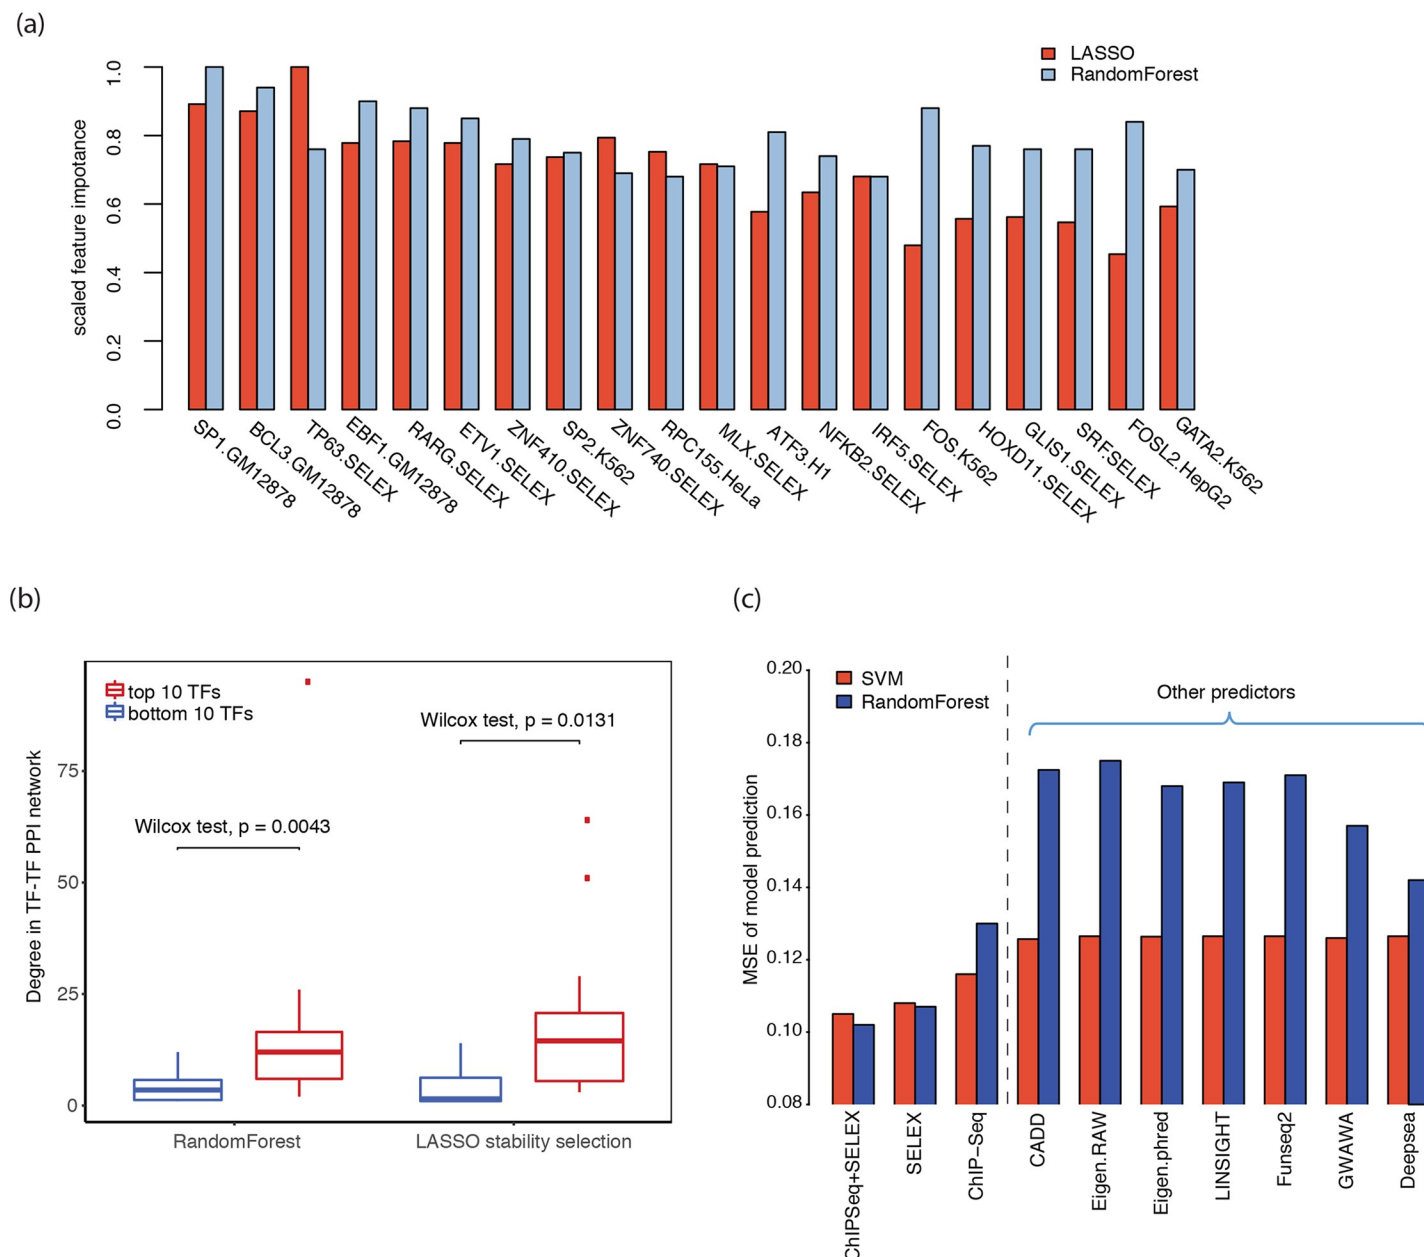 (a)
LASSO
RandomForest
scaled feature impotance
1.0
0.8
0.6
0.4
0.2
0.0
SP1.GM12878
BCL3.GM12878
TP63.SELEX
EBF1.GM12878
RARG.SELEX
ETV1.SELEX
ZNF410.SELEX
SP2.K562
ZNF740.SELEX
RPC155.HeLa
MLX.SELEX
ATF3.H1
NFKB2.SELEX
IRF5.SELEX
FOS.K562
HOXD11.SELEX
GLIS1.SELEX
SRF.SELEX
FOSL2.HepG2
GATA2.K562
(b)
top 10 TFs
bottom 10 TFs
Wilcox test, p = 0.0131
Wilcox test, p = 0.0043
Degree in TF-TF PPI network
75
50
25
0
RandomForest
LASSO stability selection
(c)
SVM
RandomForest
Other predictors
MSE of model prediction
0.20
0.18
0.16
0.14
0.12
0.10
0.08
ChIPSeq+SELEX
SELEX
ChIP-Seq
CADD
Eigen.RAW
Eigen.phred
LINSIGHT
Funseq2
GWAWA
Deepsea